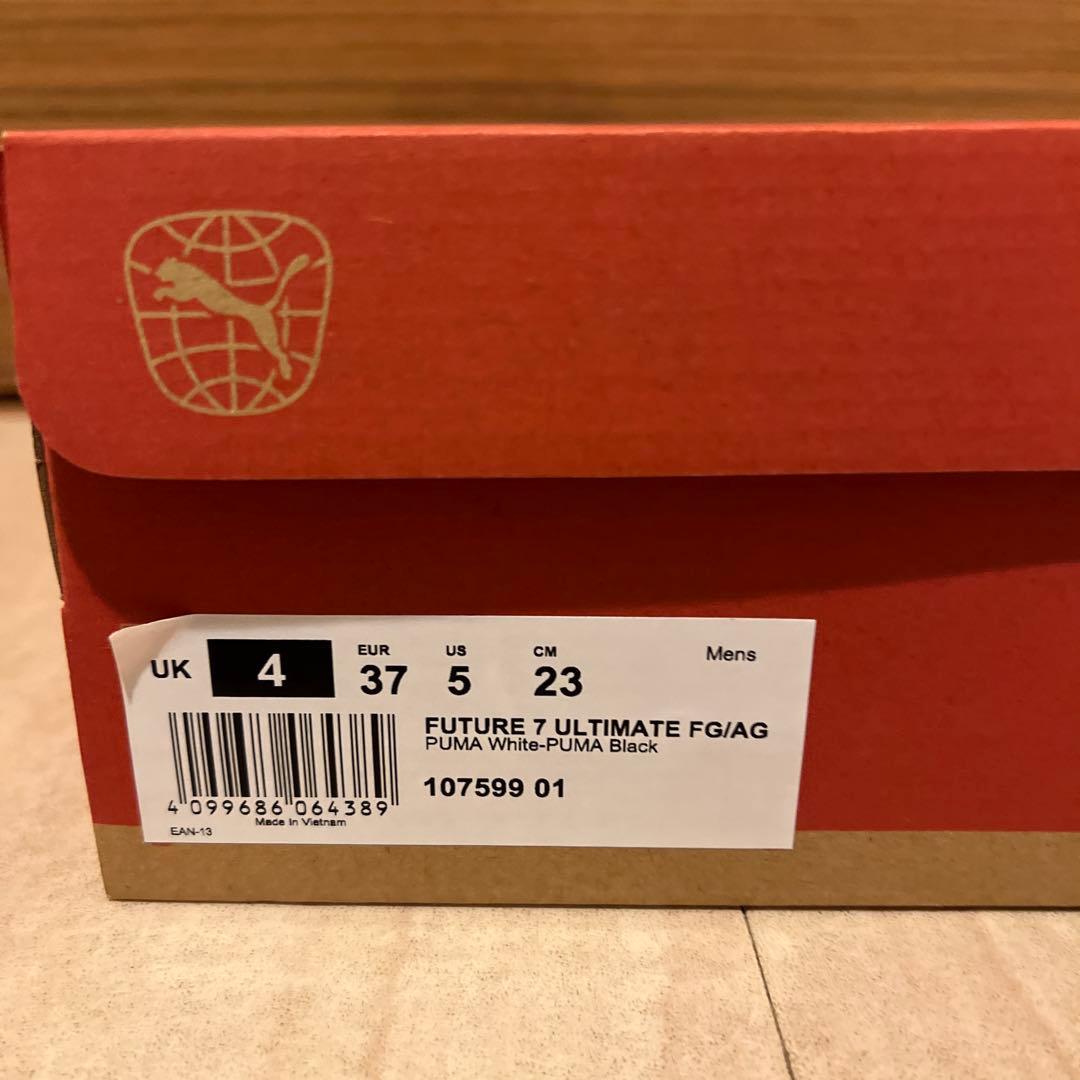 UK 4 EUR 37 US 5 CM 23 Mens
FUTURE 7 ULTIMATE FG/AG
PUMA White-PUMA Black
107599 01
4 099686 064389
Made in Vietnam
EAN-13